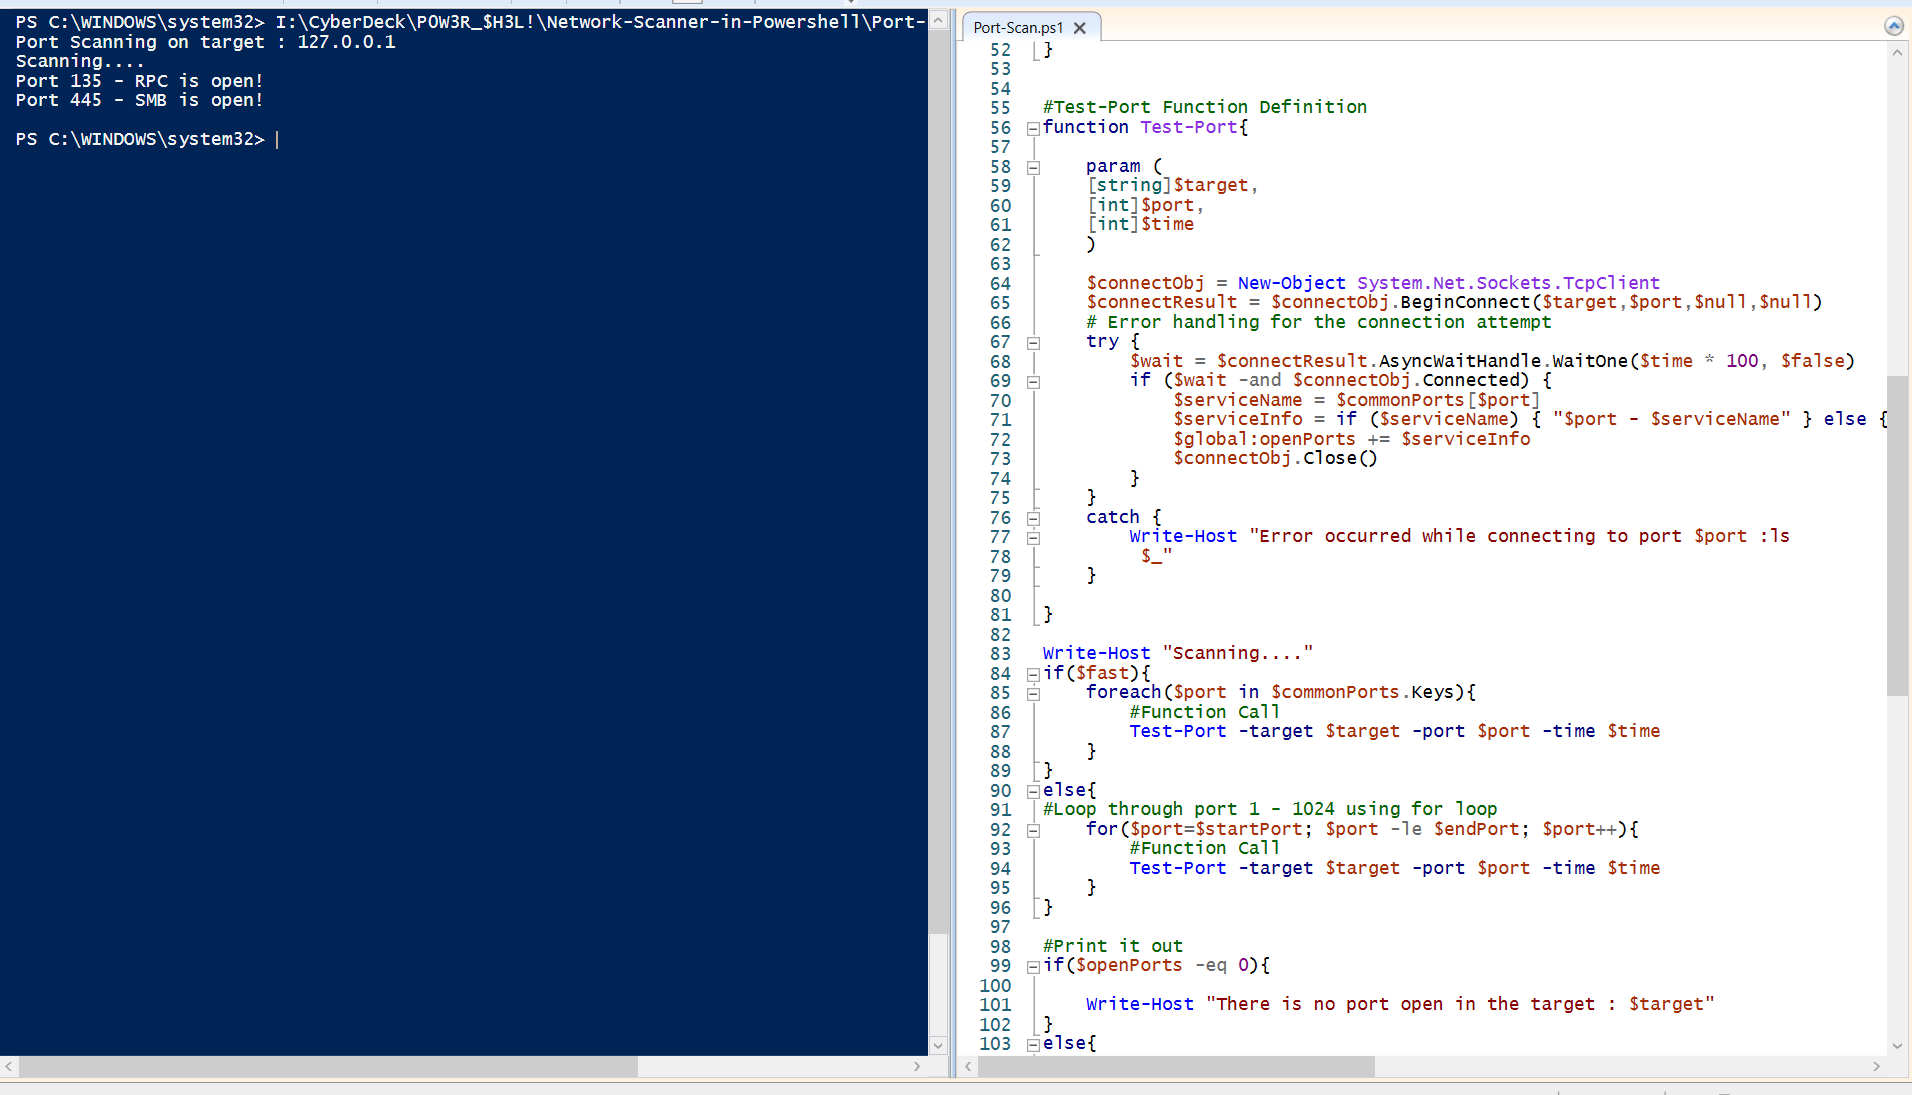 PS C:\WINDOWS\system32> I:\CyberDeck\P0W3R_$H3L!\Network-Scanner-in-Powershell\Port-
Port Scanning on target : 127.0.0.1
Scanning....
Port 135 - RPC is open!
Port 445 - SMB is open!
PS C:\WINDOWS\system32>
Port-Scan.ps1
52 }
53
54
55 #Test-Port Function Definition
56 function Test-Port{
57
58 param (
59 [string]$target,
60 [int]$port,
61 [int]$time
62 )
63
64 $connectObj = New-Object System.Net.Sockets.TcpClient
65 $connectResult = $connectObj.BeginConnect($target,$port,$null,$null)
66 # Error handling for the connection attempt
67 try {
68 $wait = $connectResult.AsyncWaitHandle.WaitOne($time * 100, $false)
69 if ($wait -and $connectObj.Connected) {
70 $serviceName = $commonPorts[$port]
71 $serviceInfo = if ($serviceName) { "$port - $serviceName" } else {
72 $global:openPorts += $serviceInfo
73 $connectObj.Close()
74 }
75 }
76 catch {
77 Write-Host "Error occurred while connecting to port $port :ls
78 $_"
79 }
80
81 }
82
83 Write-Host "Scanning...."
84 if($fast){
85 foreach($port in $commonPorts.Keys){
86 #Function Call
87 Test-Port -target $target -port $port -time $time
88 }
89 }
90 else{
91 #Loop through port 1 - 1024 using for loop
92 for($port=$startPort; $port -le $endPort; $port++){
93 #Function Call
94 Test-Port -target $target -port $port -time $time
95 }
96 }
97
98 #Print it out
99 if($openPorts -eq 0){
100
101 Write-Host "There is no port open in the target : $target"
102 }
103 else{